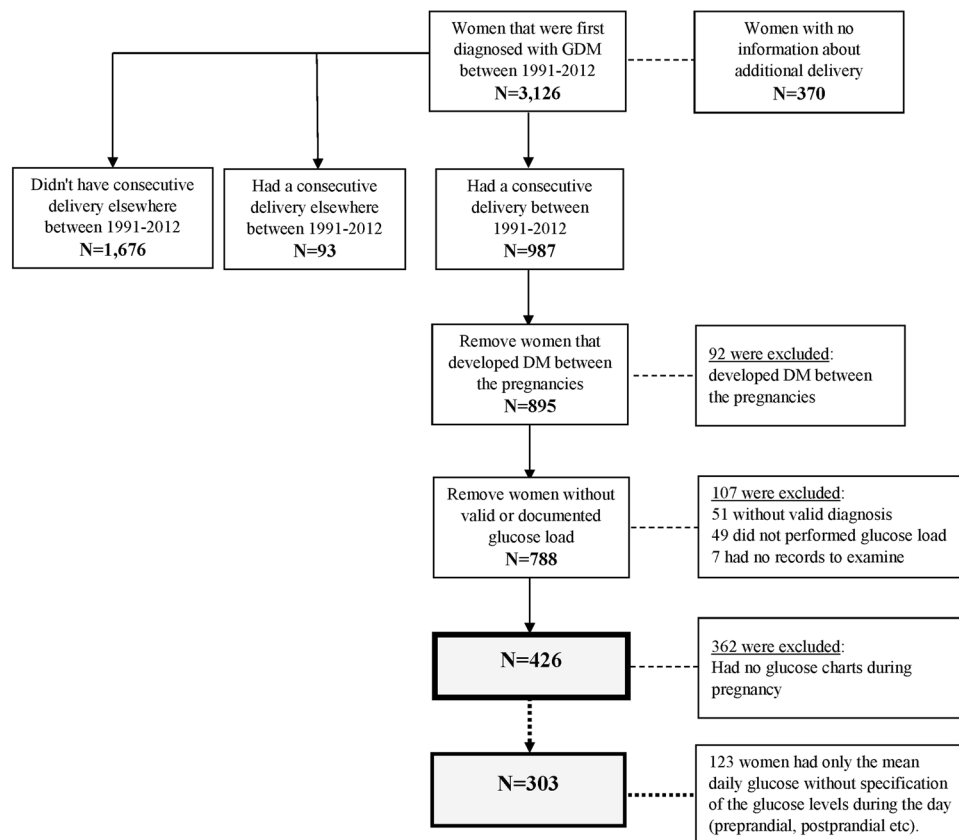 Women that were first
diagnosed with GDM
between 1991-2012
N=3,126
Women with no
information about
additional delivery
N=370
Didn't have consecutive
delivery elsewhere
between 1991-2012
N=1,676
Had a consecutive
delivery elsewhere
between 1991-2012
N=93
Had a consecutive
delivery between
1991-2012
N=987
Remove women that
developed DM between
the pregnancies
N=895
92 were excluded:
developed DM between
the pregnancies
Remove women without
valid or documented
glucose load
N=788
107 were excluded:
51 without valid diagnosis
49 did not performed glucose load
7 had no records to examine
N=426
362 were excluded:
Had no glucose charts during
pregnancy
N=303
123 women had only the mean
daily glucose without specification
of the glucose levels during the day
(preprandial, postprandial etc).